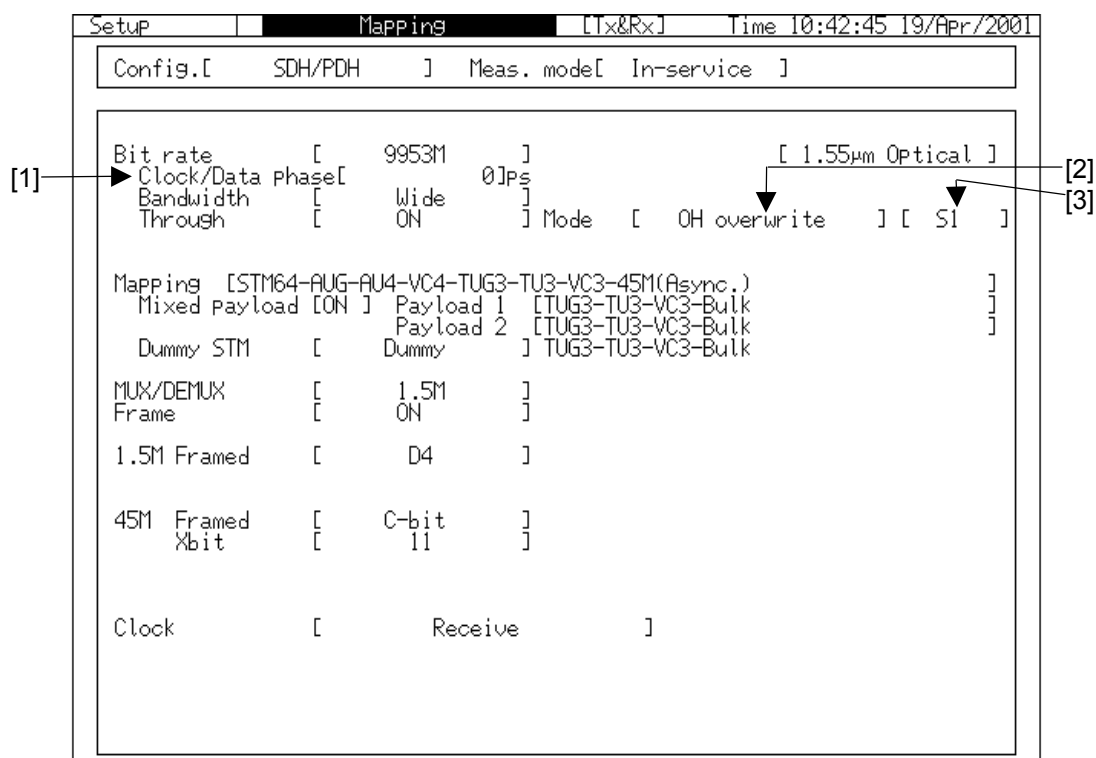 Setup Mapping [Tx&Rx] Time 10:42:45 19/Apr/2001
Config.[ SDH/PDH ] Meas. mode[ In-service ]
Bit rate [ 9953M ] [ 1.55µm Optical ]
[1] Clock/Data phase[ 0]ps [2]
Bandwidth [ Wide ] [3]
Through [ ON ] Mode [ OH overwrite ] [ S1 ]
Mapping [STM64-AUG-AU4-VC4-TUG3-TU3-VC3-45M(Async.) ]
Mixed payload [ON ] Payload 1 [TUG3-TU3-VC3-Bulk ]
Payload 2 [TUG3-TU3-VC3-Bulk ]
Dummy STM [ Dummy ] TUG3-TU3-VC3-Bulk
MUX/DEMUX [ 1.5M ]
Frame [ ON ]
1.5M Framed [ D4 ]
45M Framed [ C-bit ]
Xbit [ 11 ]
Clock [ Receive ]